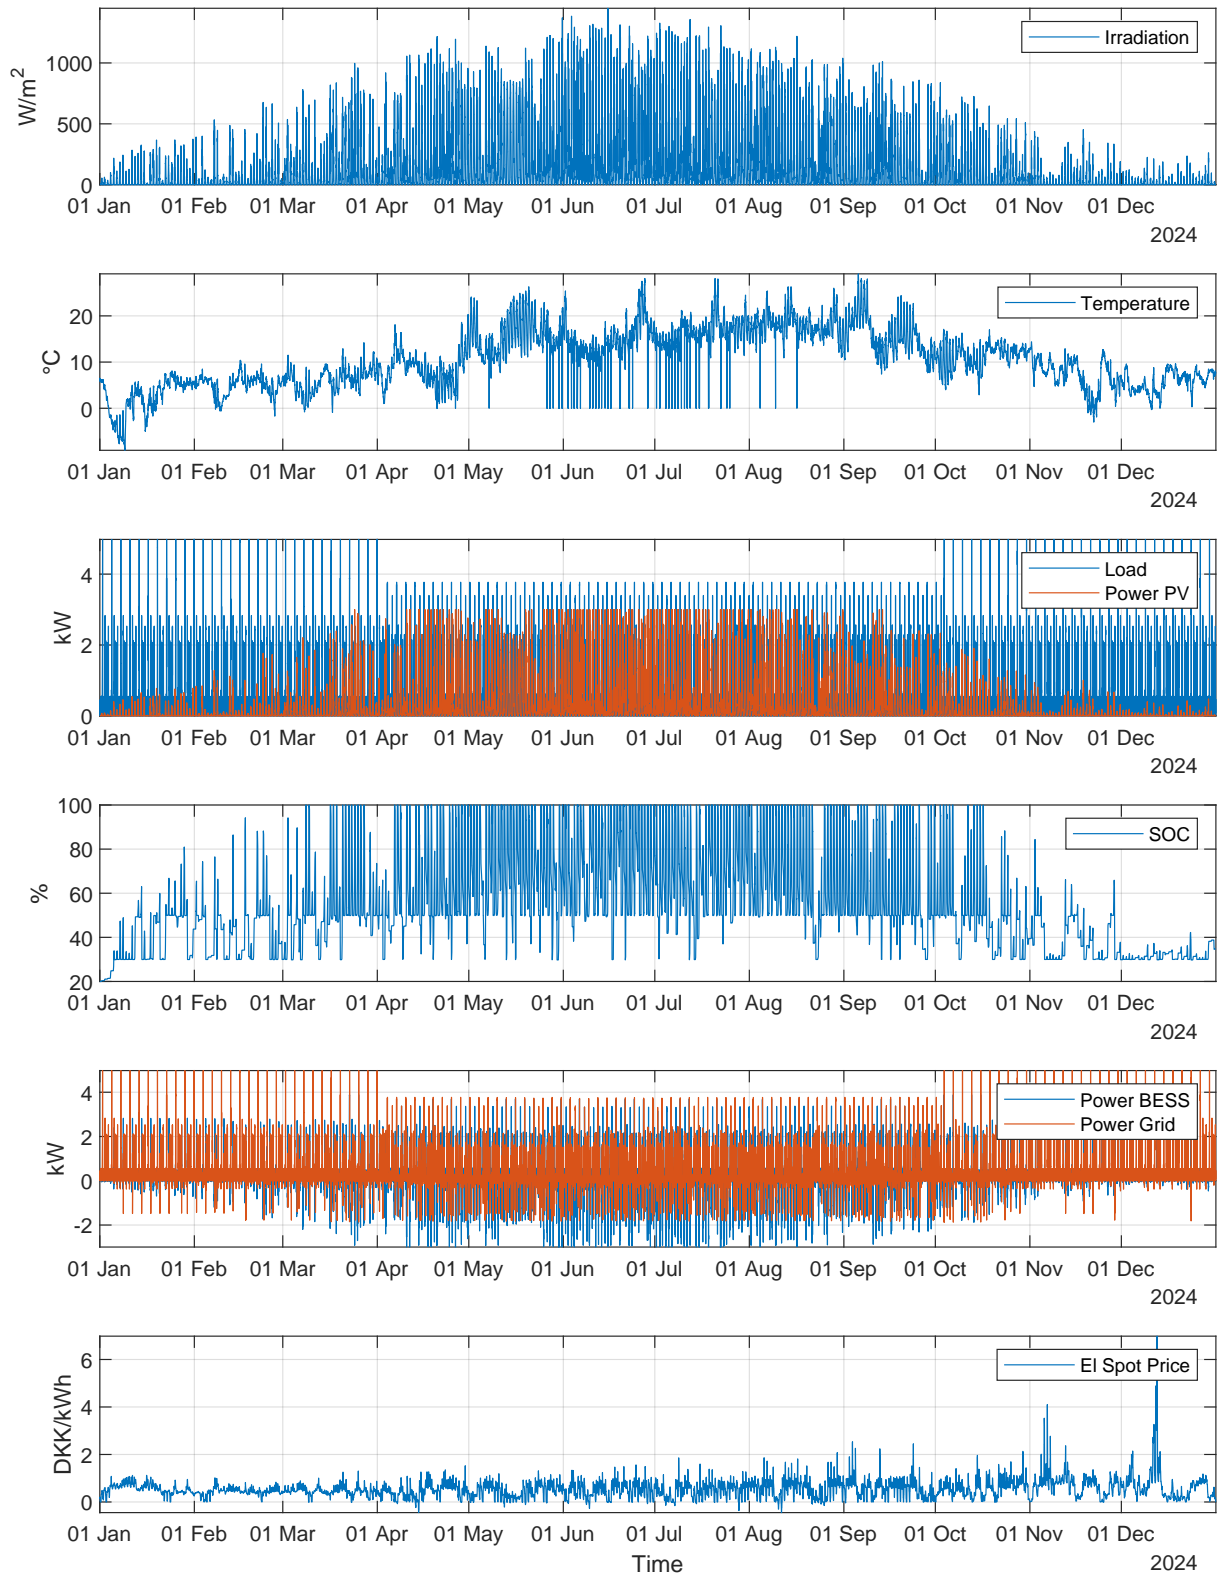 Irradiation
W/m²
1000
500
0
01 Jan 01 Feb 01 Mar 01 Apr 01 May 01 Jun 01 Jul 01 Aug 01 Sep 01 Oct 01 Nov 01 Dec
2024
Temperature
°C
20
10
0
01 Jan 01 Feb 01 Mar 01 Apr 01 May 01 Jun 01 Jul 01 Aug 01 Sep 01 Oct 01 Nov 01 Dec
2024
Load
Power PV
kW
4
2
0
01 Jan 01 Feb 01 Mar 01 Apr 01 May 01 Jun 01 Jul 01 Aug 01 Sep 01 Oct 01 Nov 01 Dec
2024
SOC
%
100
80
60
40
20
01 Jan 01 Feb 01 Mar 01 Apr 01 May 01 Jun 01 Jul 01 Aug 01 Sep 01 Oct 01 Nov 01 Dec
2024
Power BESS
Power Grid
kW
4
2
0
-2
01 Jan 01 Feb 01 Mar 01 Apr 01 May 01 Jun 01 Jul 01 Aug 01 Sep 01 Oct 01 Nov 01 Dec
2024
El Spot Price
DKK/kWh
6
4
2
0
01 Jan 01 Feb 01 Mar 01 Apr 01 May 01 Jun 01 Jul 01 Aug 01 Sep 01 Oct 01 Nov 01 Dec
Time
2024